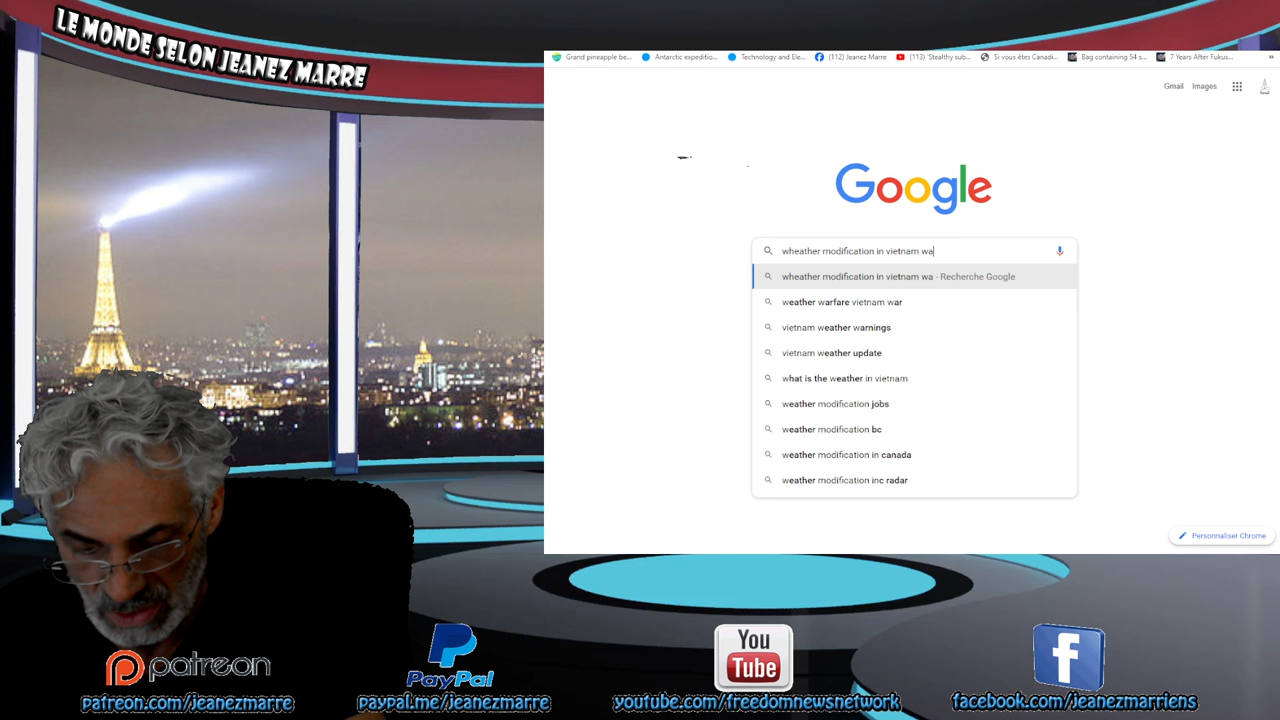 LE MONDE SELON JEANEZ MARRE
Grand pineapple be... Antarctic expeditio... Technology and Ele... (112) Jeanez Marre (113) 'Stealthy sub... Si vous êtes Canadi... Bag containing 54 s... 7 Years After Fukus... »
Gmail Images
Google
wheather modification in vietnam wa
wheather modification in vietnam wa - Recherche Google
weather warfare vietnam war
vietnam weather warnings
vietnam weather update
what is the weather in vietnam
weather modification jobs
weather modification bc
weather modification in canada
weather modification inc radar
Personnaliser Chrome
patreon PayPal You Tube f
patreon.com/jeanezmarre paypal.me/jeanezmarre youtube.com/freedomnewsnetwork facebook.com/jeanezmarriens